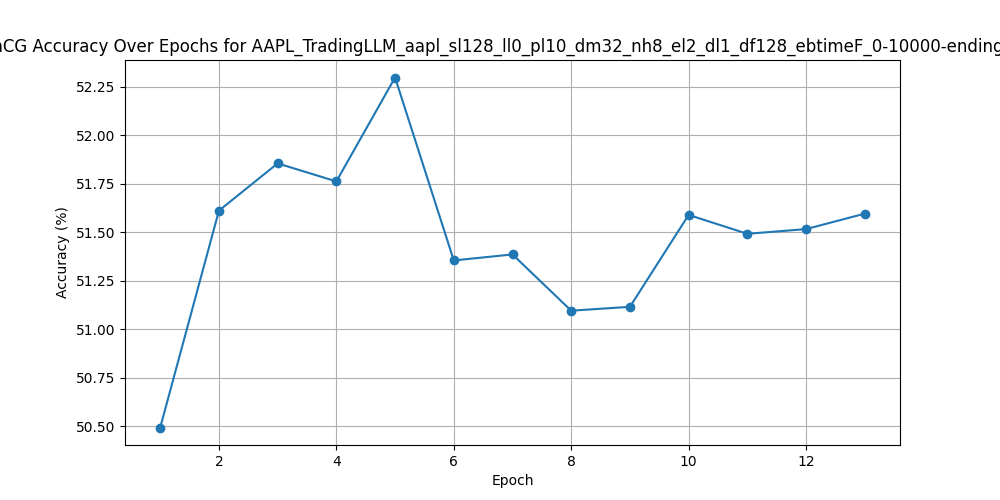 CG Accuracy Over Epochs for AAPL_TradingLLM_aapl_sl128_ll0_pl10_dm32_nh8_el2_dl1_df128_ebtimeF_0-10000-ending
52.25
52.00
51.75
51.50
51.25
51.00
50.75
50.50
Accuracy (%)
2 4 6 8 10 12
Epoch